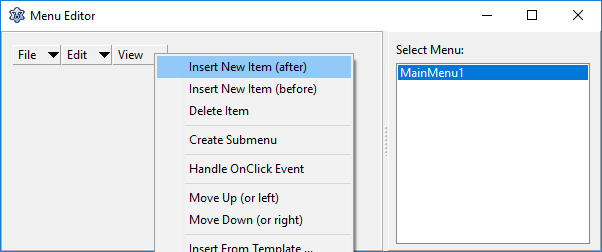 Menu Editor
File Edit View
Insert New Item (after)
Insert New Item (before)
Delete Item
Create Submenu
Handle OnClick Event
Move Up (or left)
Move Down (or right)
Insert From Template ...
Select Menu:
MainMenu1